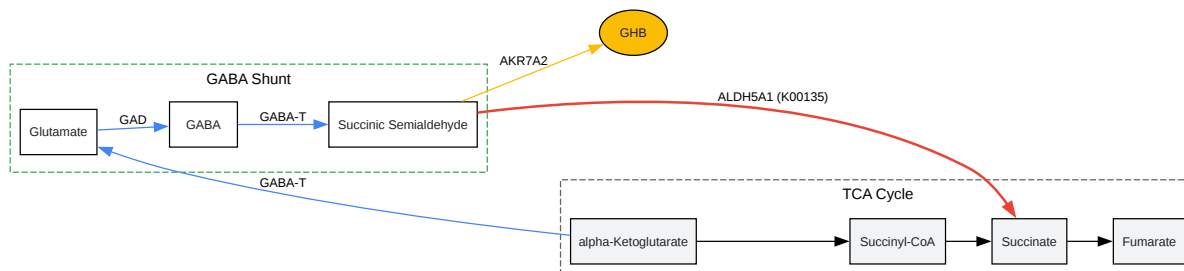 GHB
AKR7A2
GABA Shunt
ALDH5A1 (K00135)
GAD
GABA-T
Glutamate
GABA
Succinic Semialdehyde
GABA-T
TCA Cycle
alpha-Ketoglutarate
Succinyl-CoA
Succinate
Fumarate